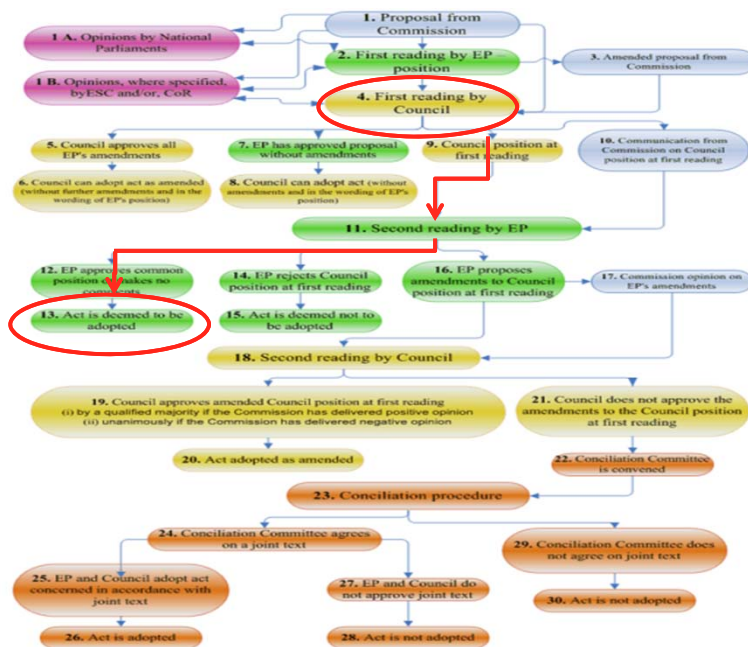 1. Proposal from
Commission
1 A. Opinions by National
Parliaments
2. First reading by EP –
position
3. Amended proposal from
Commission
1 B. Opinions, where specified,
byESC and/or, CoR
4. First reading by
Council
5. Council approves all
EP's amendments
7. EP has approved proposal
without amendments
9. Council position at
first reading
10. Communication from
Commission on Council
position at first reading
6. Council can adopt act as amended
(without further amendments and in the
wording of EP's position)
8. Council can adopt act (without
amendments and in the wording of EP's
position)
11. Second reading by EP
12. EP approves common
position or makes no
comments
14. EP rejects Council
position at first reading
16. EP proposes
amendments to Council
position at first reading
17. Commission opinion on
EP's amendments
13. Act is deemed to be
adopted
15. Act is deemed not to
be adopted
18. Second reading by Council
19. Council approves amended Council position at first reading
(i) by a qualified majority if the Commission has delivered positive opinion
(ii) unanimously if the Commission has delivered negative opinion
21. Council does not approve the
amendments to the Council position
at first reading
20. Act adopted as amended
22. Conciliation Committee
is convened
23. Conciliation procedure
24. Conciliation Committee agrees
on a joint text
29. Conciliation Committee does
not agree on joint text
25. EP and Council adopt act
concerned in accordance with
joint text
27. EP and Council do
not approve joint text
30. Act is not adopted
26. Act is adopted
28. Act is not adopted